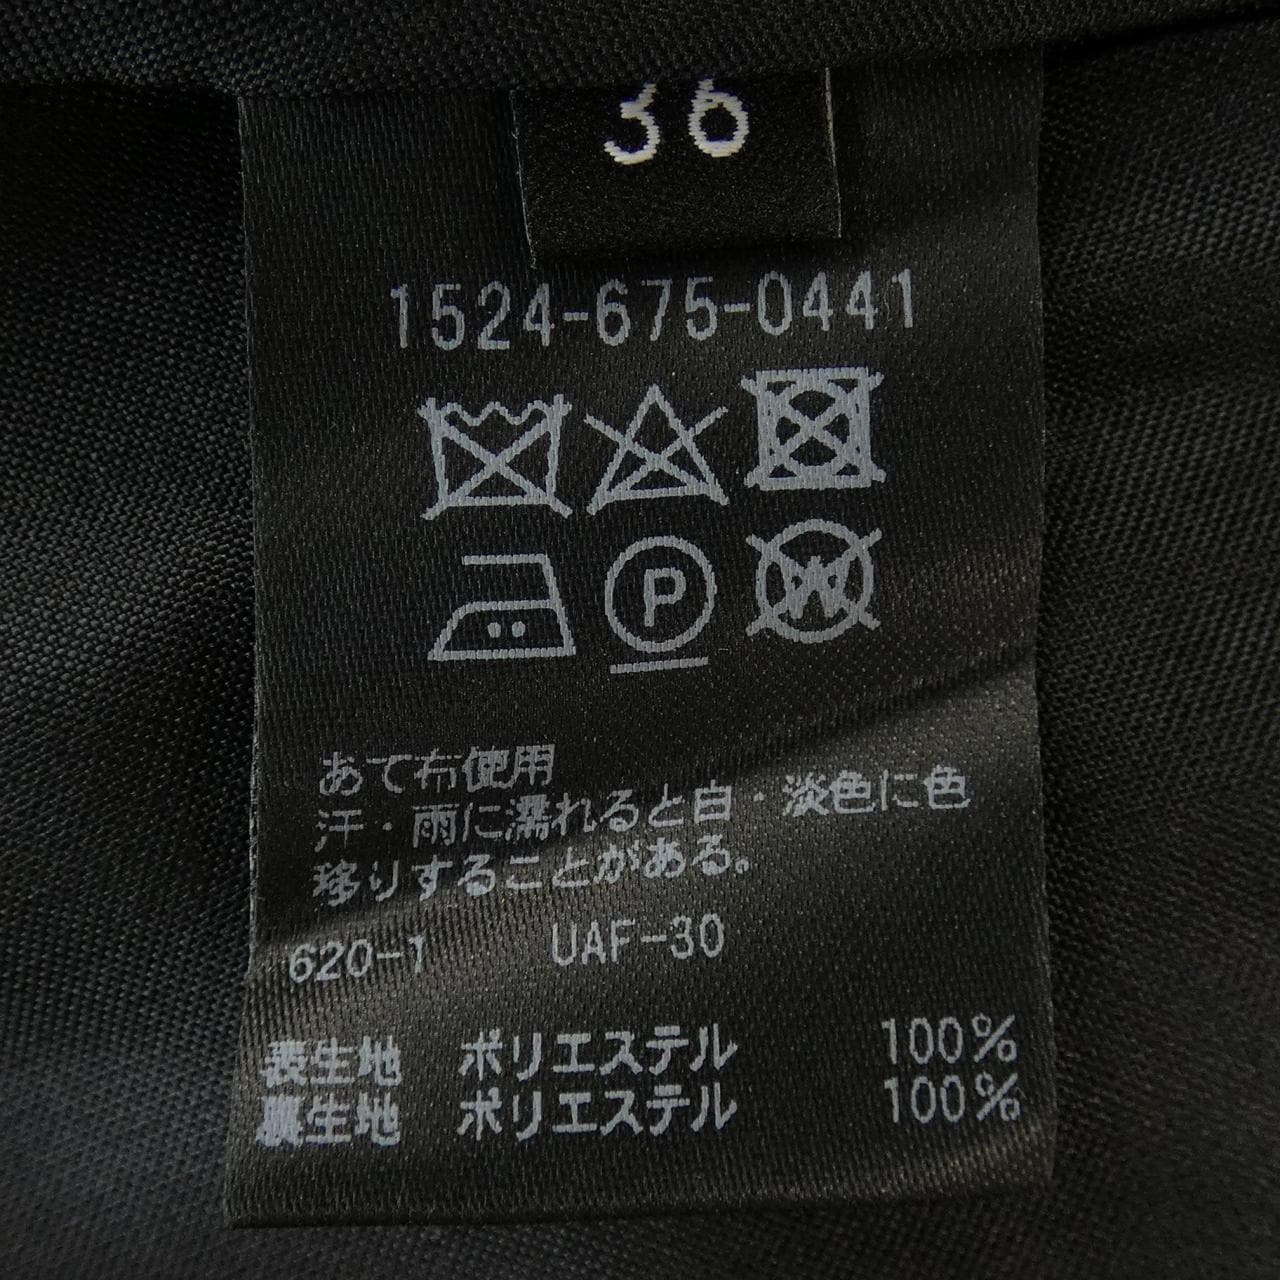 36
1524-675-0441
P
W
あて布使用
汗・雨に濡れると白・淡色に色
移りすることがある。
620-1 UAF-30
表生地 ポリエステル 100%
裏生地 ポリエステル 100%